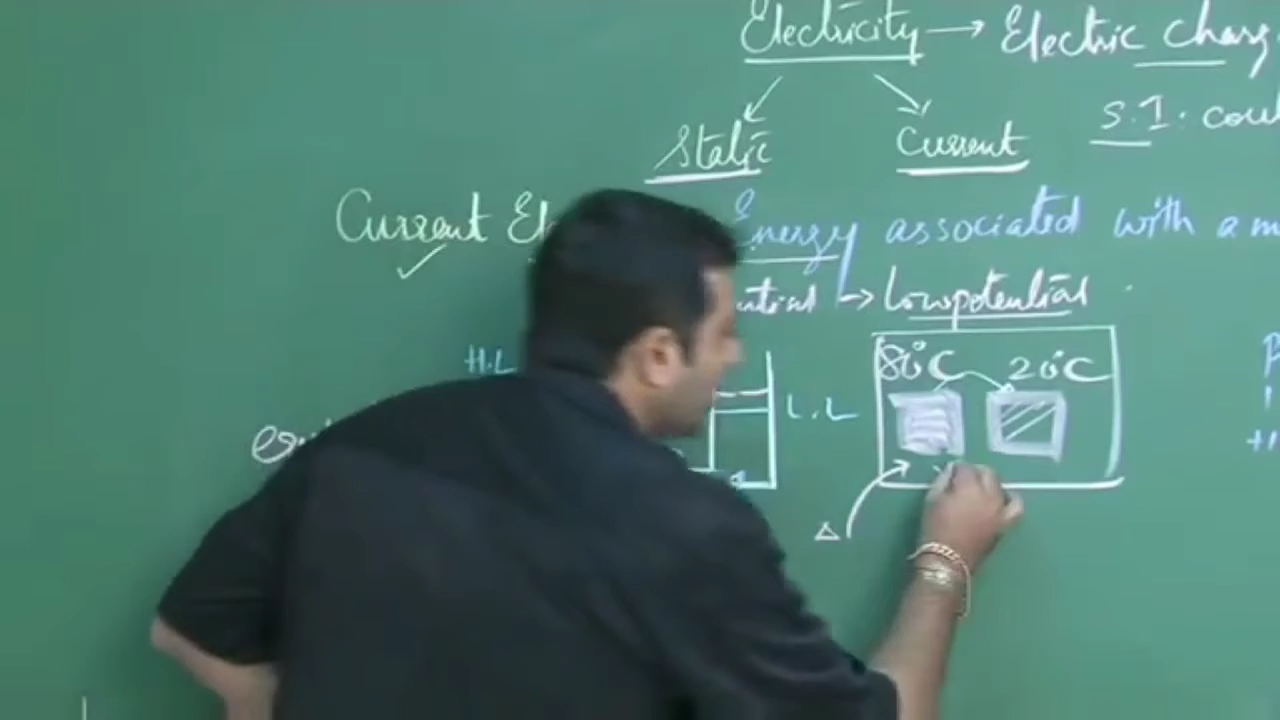 Electricity → Electric charg
Static Current S.I. coul
Current El Energy associated with a m
ential → Low potential
H.L L.L 80°C 20°C
Δ